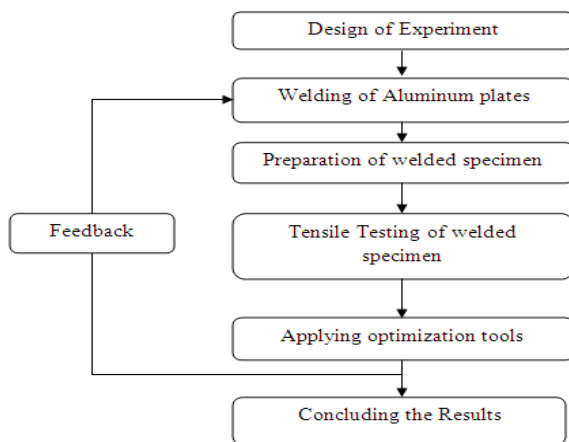 Design of Experiment
Welding of Aluminum plates
Preparation of welded specimen
Feedback
Tensile Testing of welded
specimen
Applying optimization tools
Concluding the Results